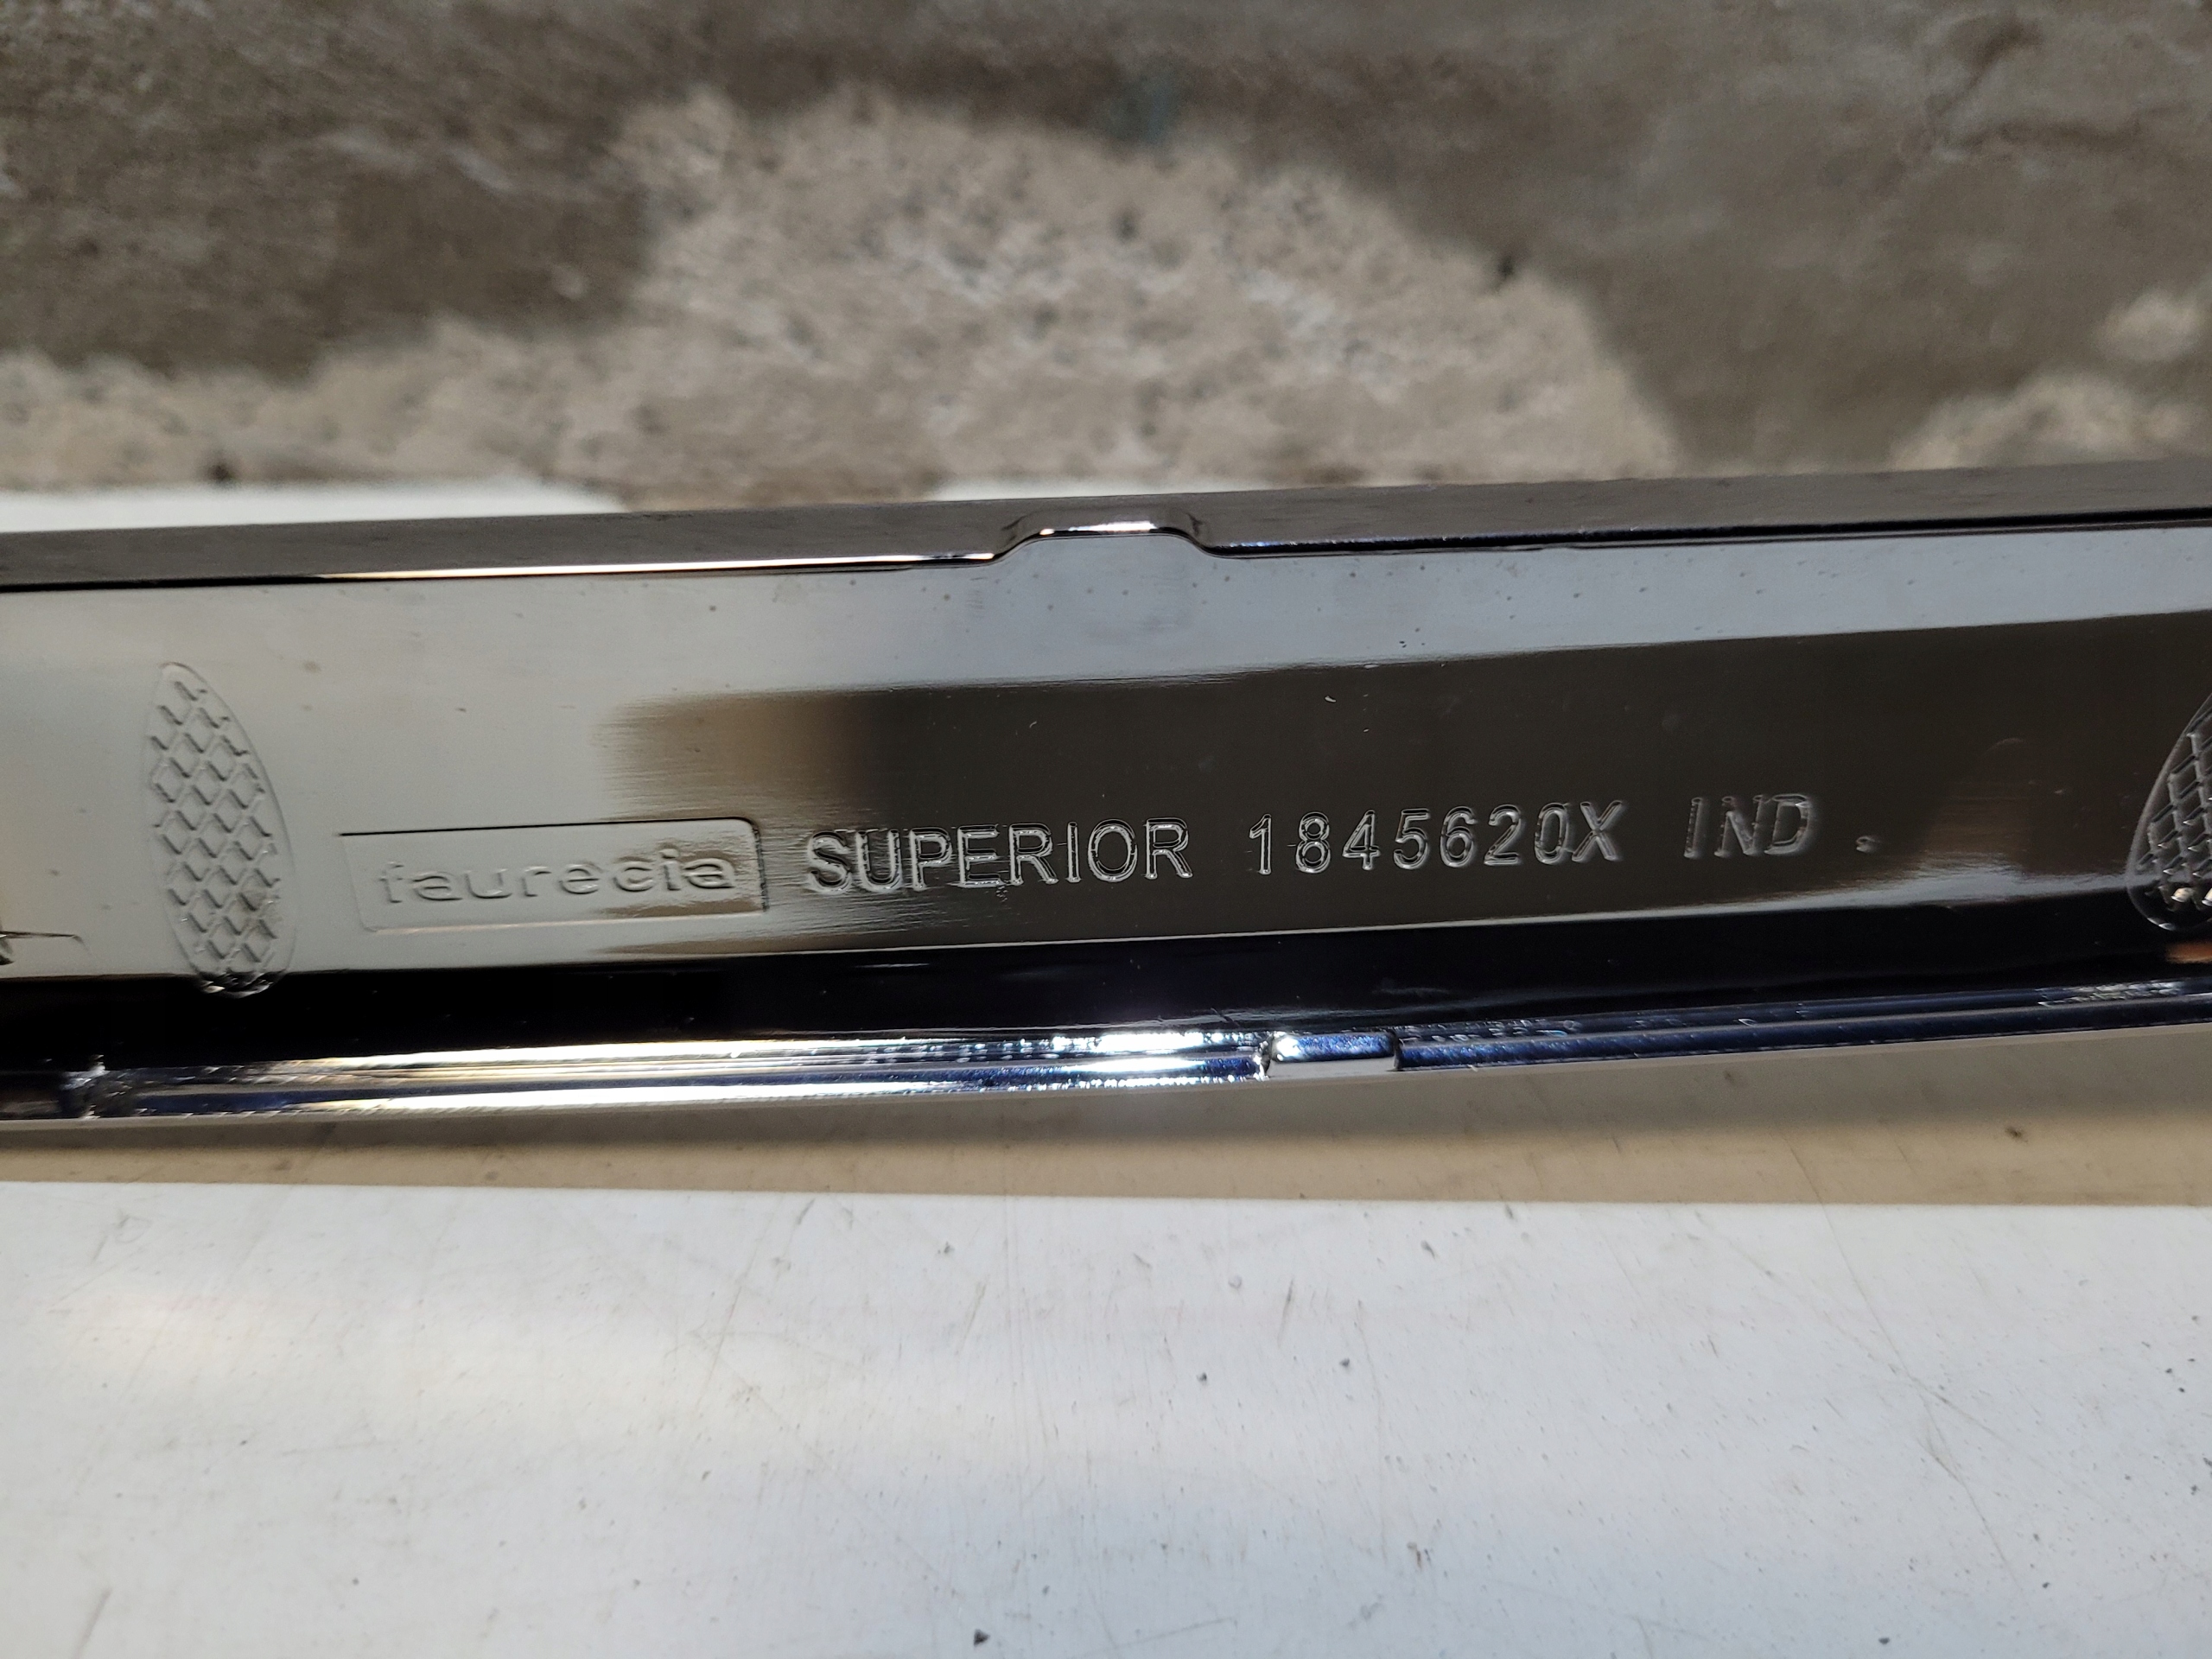 faurecia SUPERIOR 1845620X IND .